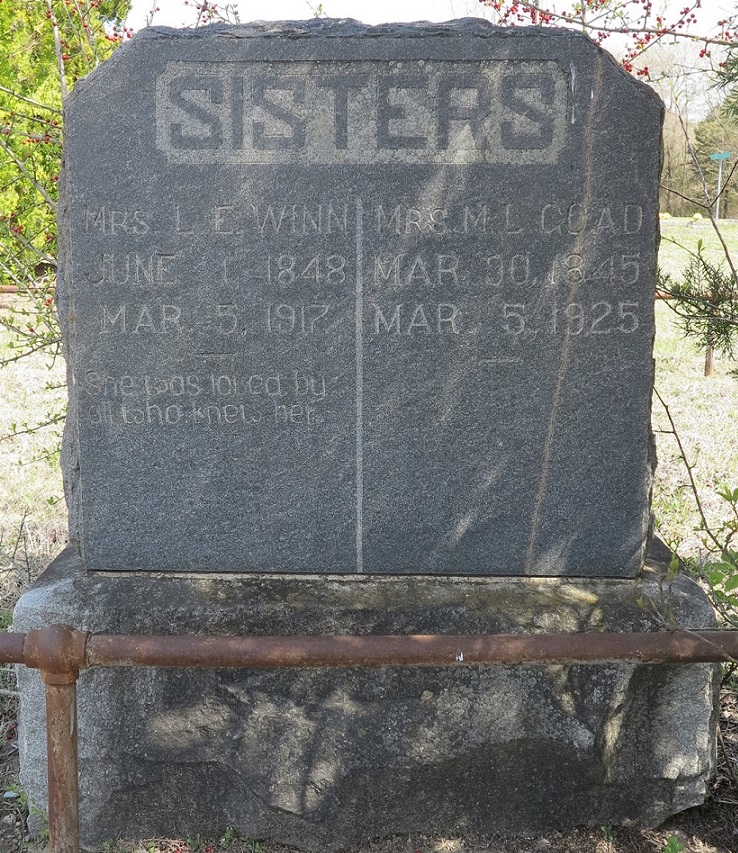 SISTERS
MRS. L. E. WINN
JUNE 1, 1848
MAR. 5, 1917
She was loved by
all who knew her.
MRS. M. L. GOAD
MAR. 30, 1845
MAR. 5, 1925